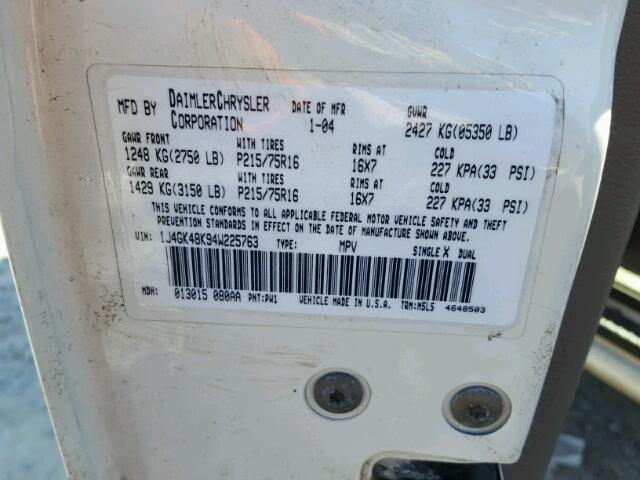 MFD BY DAIMLERCHRYSLER CORPORATION DATE OF MFR 1-04 GVWR 2427 KG(05350 LB)
GAWR FRONT WITH TIRES RIMS AT COLD
1248 KG(2750 LB) P215/75R16 16X7 227 KPA(33 PSI)
GAWR REAR WITH TIRES RIMS AT COLD
1429 KG(3150 LB) P215/75R16 16X7 227 KPA(33 PSI)
THIS VEHICLE CONFORMS TO ALL APPLICABLE FEDERAL MOTOR VEHICLE SAFETY AND THEFT
PREVENTION STANDARDS IN EFFECT ON THE DATE OF MANUFACTURE SHOWN ABOVE.
VIN: 1J4GK48K94W225763 TYPE: MPV SINGLE X DUAL
MDH: 013015 080AA PNT:PW1 VEHICLE MADE IN U.S.A. TRM:M5L5 4648503